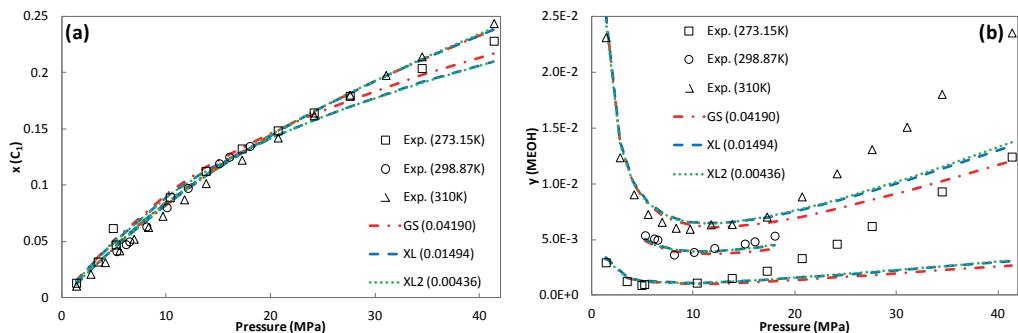 (a)
x (C₁)
0.25
0.2
0.15
0.1
0.05
0
0
10
20
30
40
Pressure (MPa)
Exp. (273.15K)
Exp. (298.87K)
Exp. (310K)
GS (0.04190)
XL (0.01494)
XL2 (0.00436)
(b)
y (MEOH)
2.5E-2
2.0E-2
1.5E-2
1.0E-2
5.0E-3
0.0E+0
0
10
20
30
40
Pressure (MPa)
Exp. (273.15K)
Exp. (298.87K)
Exp. (310K)
GS (0.04190)
XL (0.01494)
XL2 (0.00436)